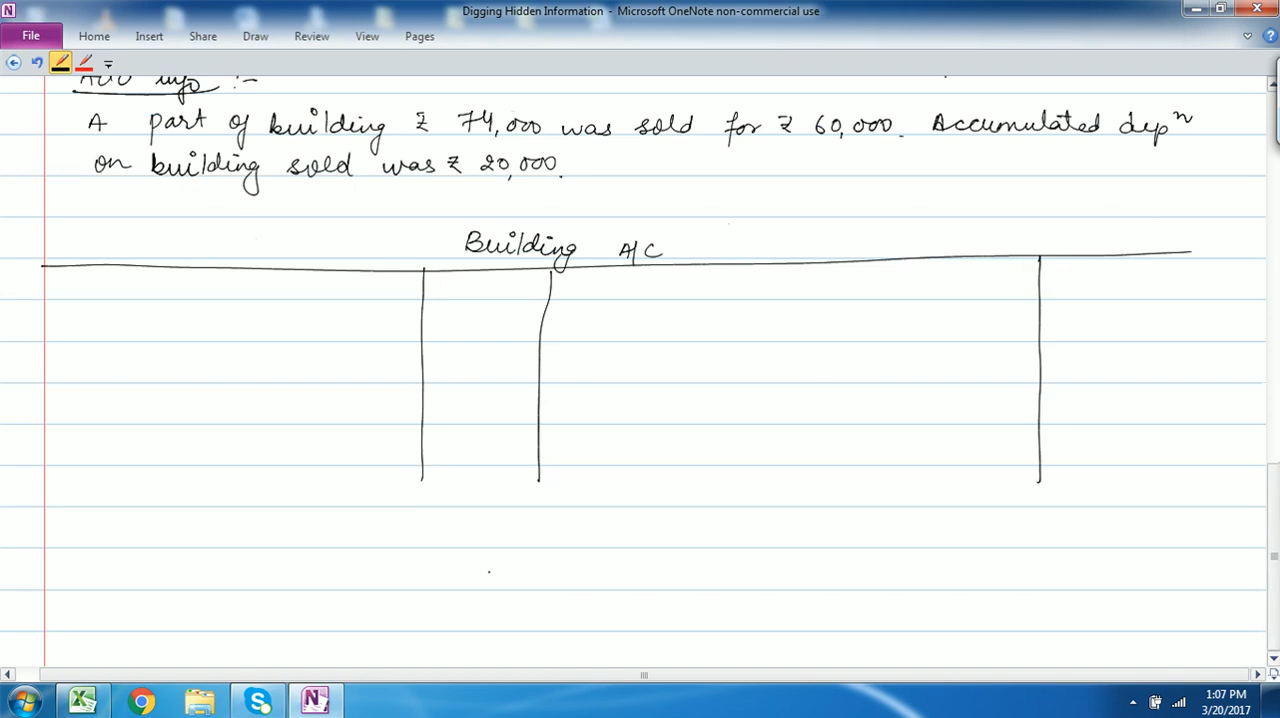 Digging Hidden Information - Microsoft OneNote non-commercial use
File Home Insert Share Draw Review View Pages
Add info :-
A part of building ₹ 74,000 was sold for ₹ 60,000. Accumulated depⁿ
on building sold was ₹ 20,000.
Building A/C
1:07 PM
3/20/2017